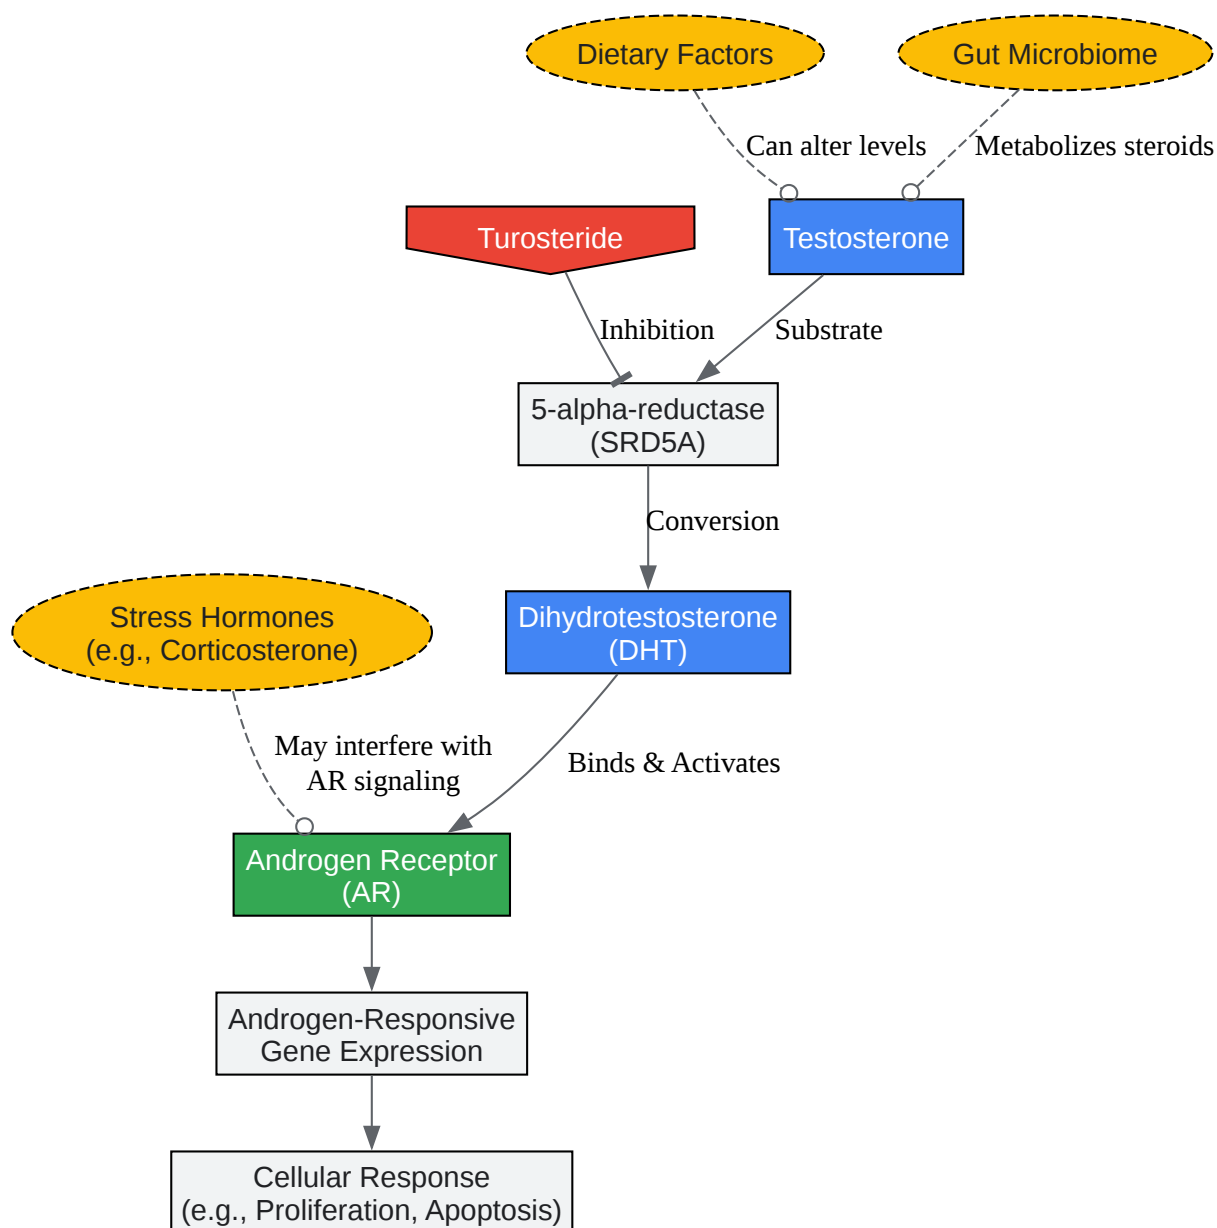 Dietary Factors
Gut Microbiome
Can alter levels
Metabolizes steroids
Turosteride
Testosterone
Inhibition
Substrate
5-alpha-reductase
(SRD5A)
Conversion
Stress Hormones
(e.g., Corticosterone)
Dihydrotestosterone
(DHT)
May interfere with
AR signaling
Binds & Activates
Androgen Receptor
(AR)
Androgen-Responsive
Gene Expression
Cellular Response
(e.g., Proliferation, Apoptosis)